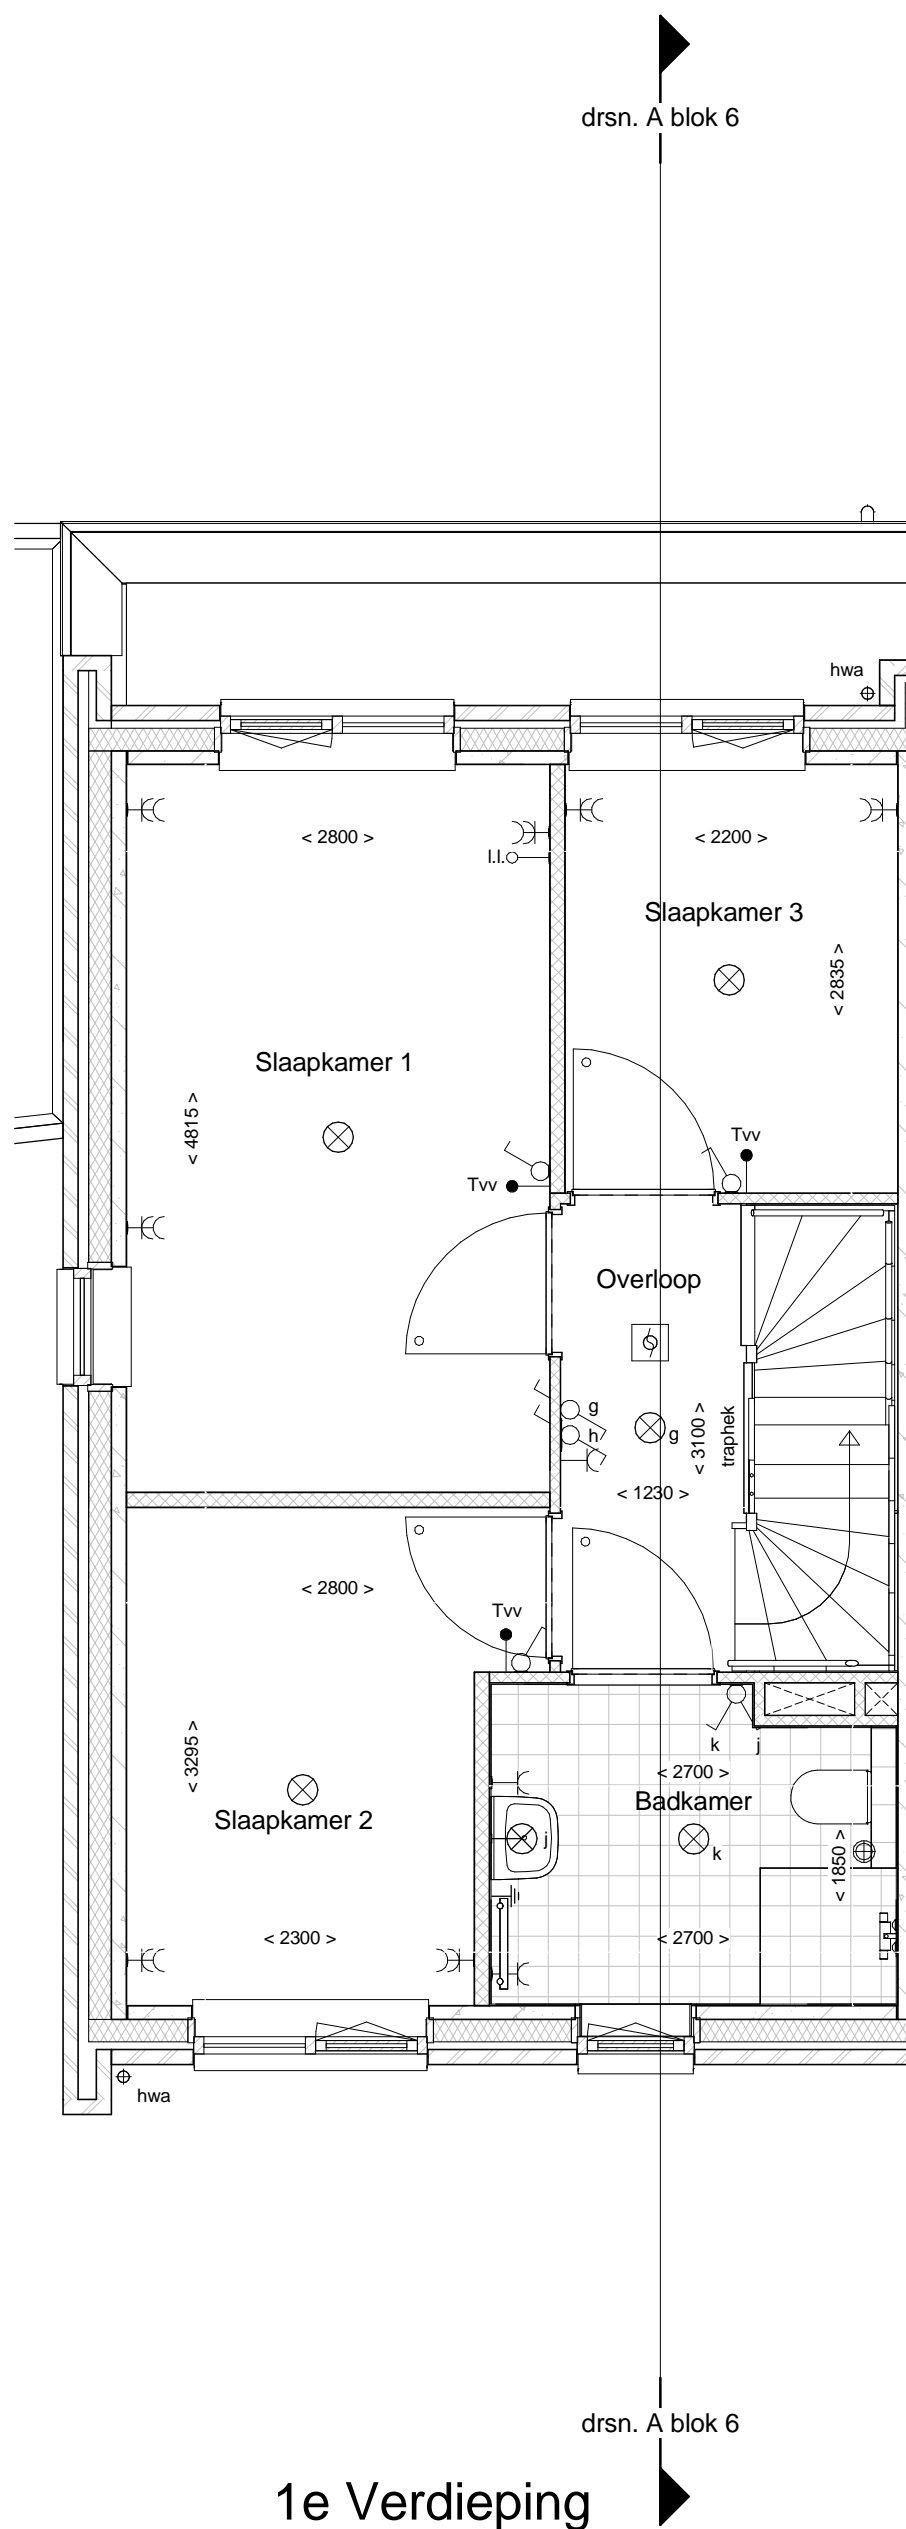 drsn. A blok 6
hwa
< 2800 >
< 2200 >
l.l.
Slaapkamer 3
< 2835 >
Slaapkamer 1
< 4815 >
Tvv
Tvv
Overloop
g
h
g
< 3100 >
traphek
< 1230 >
< 2800 >
Tvv
k
j
< 3295 >
< 2700 >
Badkamer
Slaapkamer 2
j
k
< 1850 >
< 2300 >
< 2700 >
hwa
drsn. A blok 6
1e Verdieping